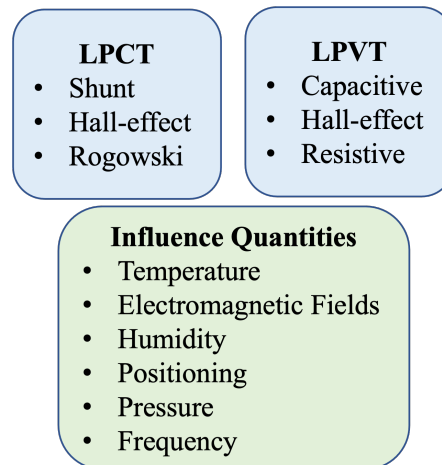 LPCT
• Shunt
• Hall-effect
• Rogowski
LPVT
• Capacitive
• Hall-effect
• Resistive
Influence Quantities
• Temperature
• Electromagnetic Fields
• Humidity
• Positioning
• Pressure
• Frequency